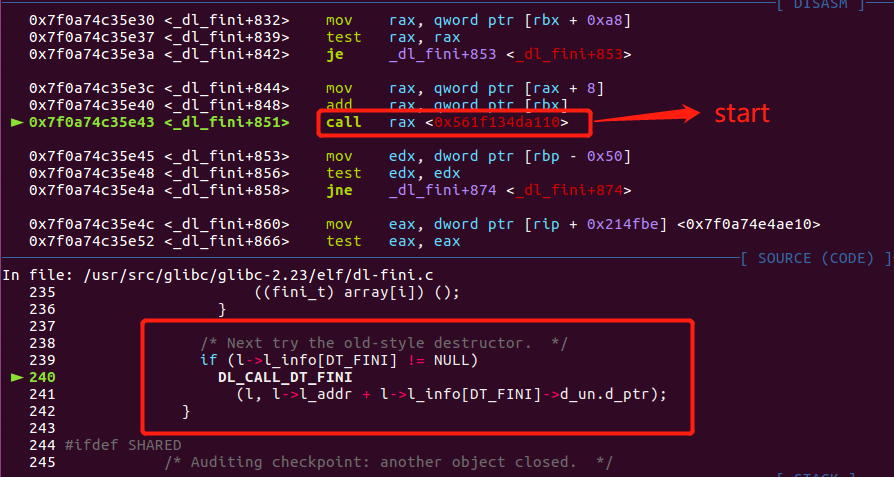 [ DISASM ]
0x7f0a74c35e30 <_dl_fini+832> mov rax, qword ptr [rbx + 0xa8]
0x7f0a74c35e37 <_dl_fini+839> test rax, rax
0x7f0a74c35e3a <_dl_fini+842> je _dl_fini+853 <_dl_fini+853>
0x7f0a74c35e3c <_dl_fini+844> mov rax, qword ptr [rax + 8]
0x7f0a74c35e40 <_dl_fini+848> add rax, qword ptr [rbx]
► 0x7f0a74c35e43 <_dl_fini+851> call rax <0x561f134da110> start
0x7f0a74c35e45 <_dl_fini+853> mov edx, dword ptr [rbp - 0x50]
0x7f0a74c35e48 <_dl_fini+856> test edx, edx
0x7f0a74c35e4a <_dl_fini+858> jne _dl_fini+874 <_dl_fini+874>
0x7f0a74c35e4c <_dl_fini+860> mov eax, dword ptr [rip + 0x214fbe] <0x7f0a74e4ae10>
0x7f0a74c35e52 <_dl_fini+866> test eax, eax
[ SOURCE (CODE) ]
In file: /usr/src/glibc/glibc-2.23/elf/dl-fini.c
235 ((fini_t) array[i]) ();
236 }
237
238 /* Next try the old-style destructor. */
239 if (l->l_info[DT_FINI] != NULL)
► 240 DL_CALL_DT_FINI
241 (l, l->l_addr + l->l_info[DT_FINI]->d_un.d_ptr);
242 }
243
244 #ifdef SHARED
245 /* Auditing checkpoint: another object closed. */
[ STACK ]